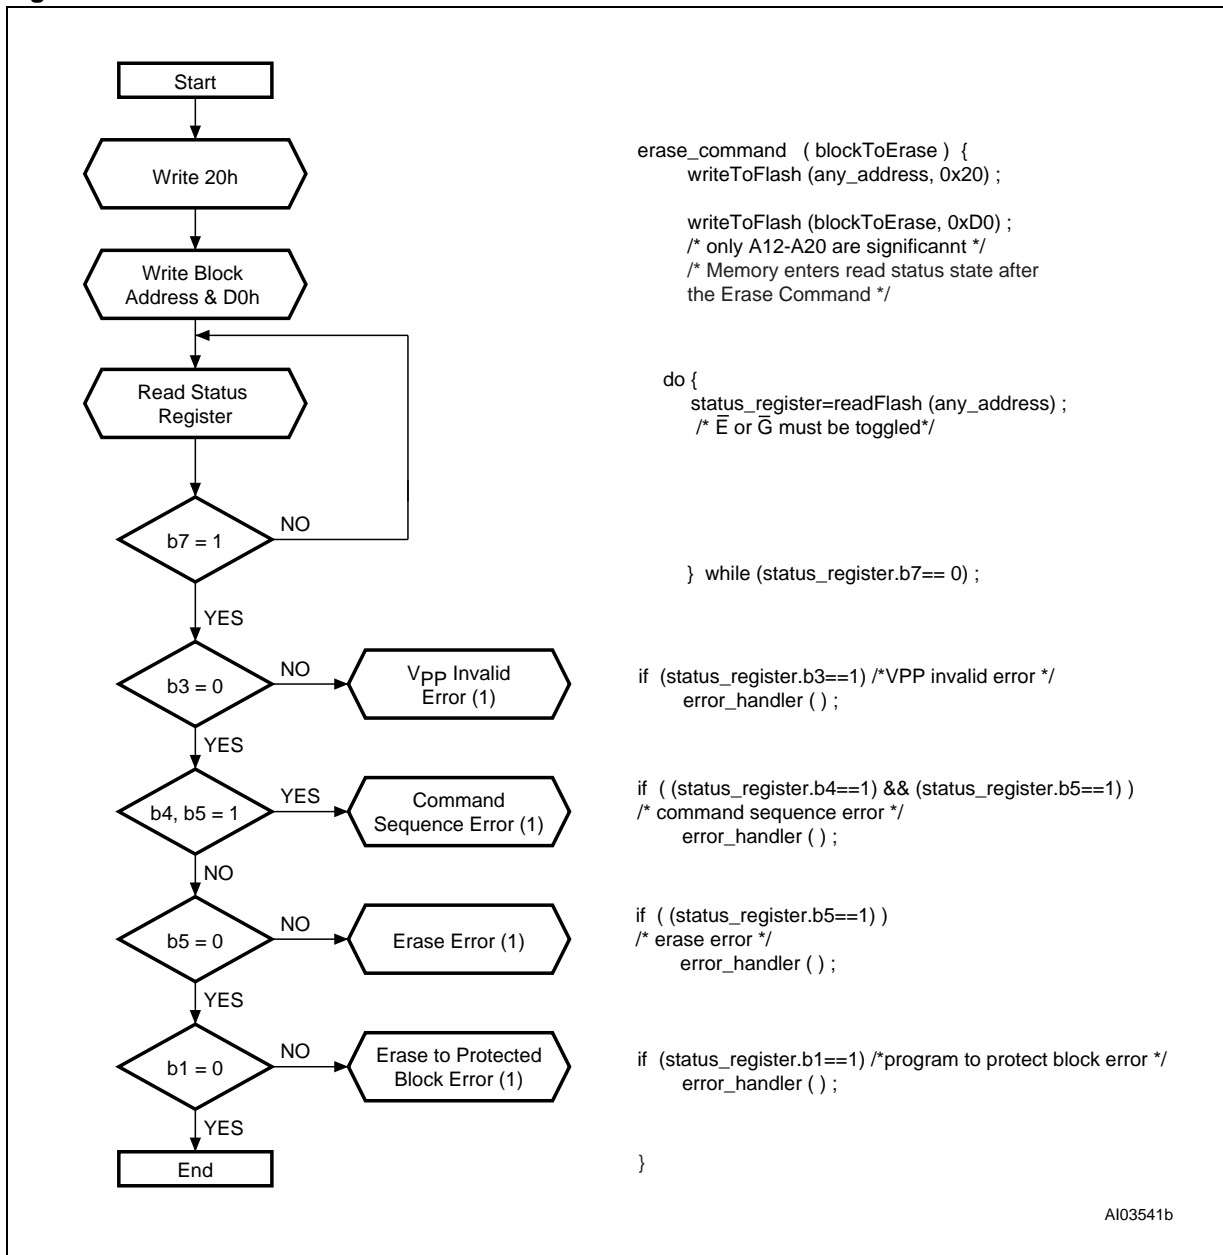 Start
Write 20h
Write Block
Address & D0h
Read Status
Register
b7 = 1
NO
YES
b3 = 0
NO
VPP Invalid
Error (1)
YES
b4, b5 = 1
YES
Command
Sequence Error (1)
NO
b5 = 0
NO
Erase Error (1)
YES
b1 = 0
NO
Erase to Protected
Block Error (1)
YES
End
erase_command ( blockToErase ) {
writeToFlash (any_address, 0x20) ;
writeToFlash (blockToErase, 0xD0) ;
/* only A12-A20 are significannt */
/* Memory enters read status state after
the Erase Command */
do {
status_register=readFlash (any_address) ;
/* E̅ or G̅ must be toggled*/
} while (status_register.b7== 0) ;
if (status_register.b3==1) /*VPP invalid error */
error_handler ( ) ;
if ( (status_register.b4==1) && (status_register.b5==1) )
/* command sequence error */
error_handler ( ) ;
if ( (status_register.b5==1) )
/* erase error */
error_handler ( ) ;
if (status_register.b1==1) /*program to protect block error */
error_handler ( ) ;
}
AI03541b